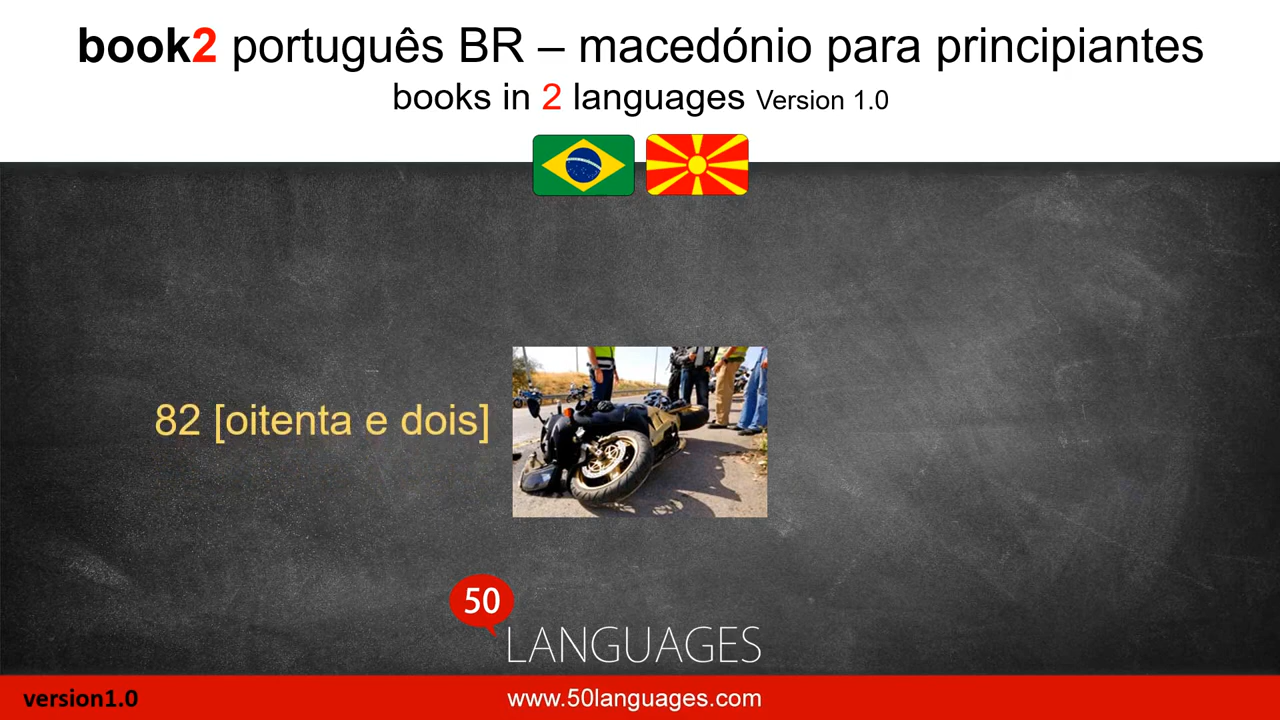 book2 português BR – macedónio para principiantes
books in 2 languages Version 1.0
82 [oitenta e dois]
50
LANGUAGES
version1.0
www.50languages.com